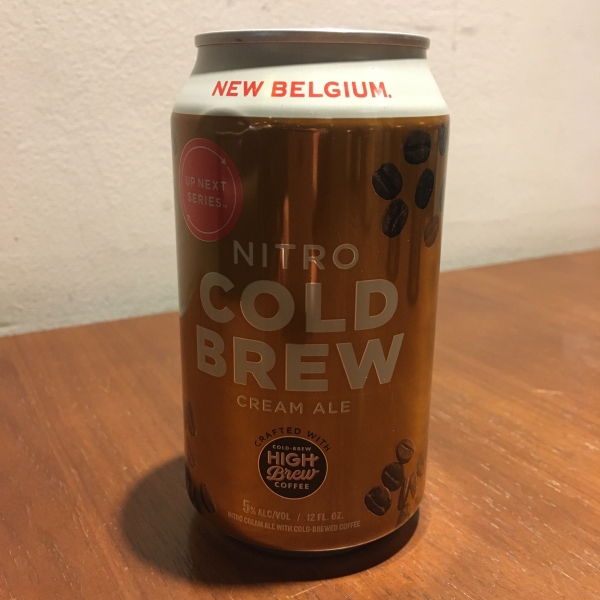 NEW BELGIUM.
UP NEXT
SERIES™
NITRO
COLD
BREW
CREAM ALE
CRAFTED WITH
COLD-BREW
HIGH
Brew
COFFEE
5% ALC/VOL / 12 FL. OZ.
NITRO CREAM ALE WITH COLD-BREWED COFFEE